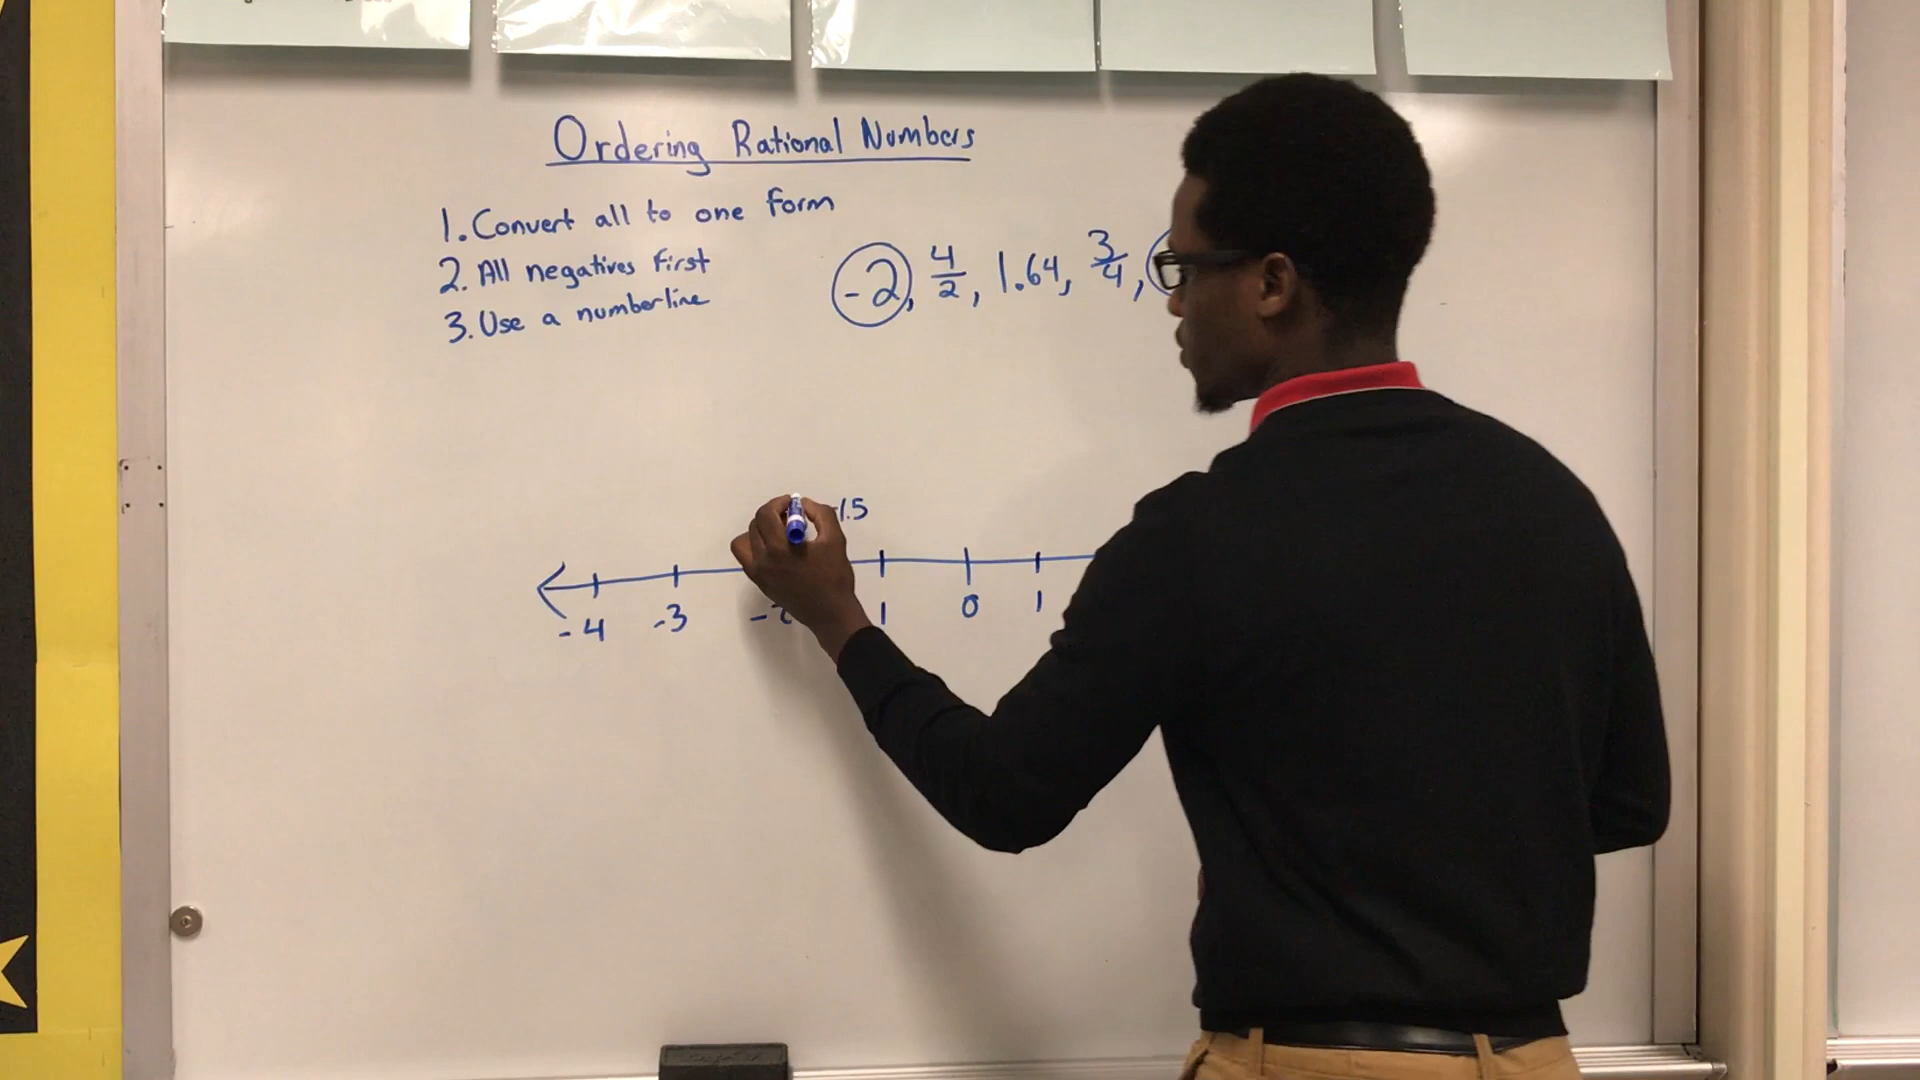 Ordering Rational Numbers
1. Convert all to one form
2. All negatives first
3. Use a numberline
-2, 4/2, 1.64, 3/4,
-1.5
-4 -3 -2 1 0 1